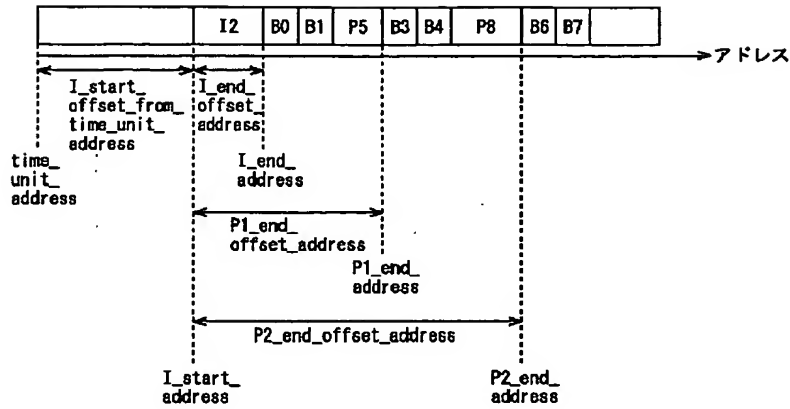 I2 B0 B1 P5 B3 B4 P8 B6 B7
アドレス
I_start_
offset_from_
time_unit_
address
I_end_
offset_
address
time_
unit_
address
I_end_
address
P1_end_
offset_address
P1_end_
address
P2_end_offset_address
I_start_
address
P2_end_
address